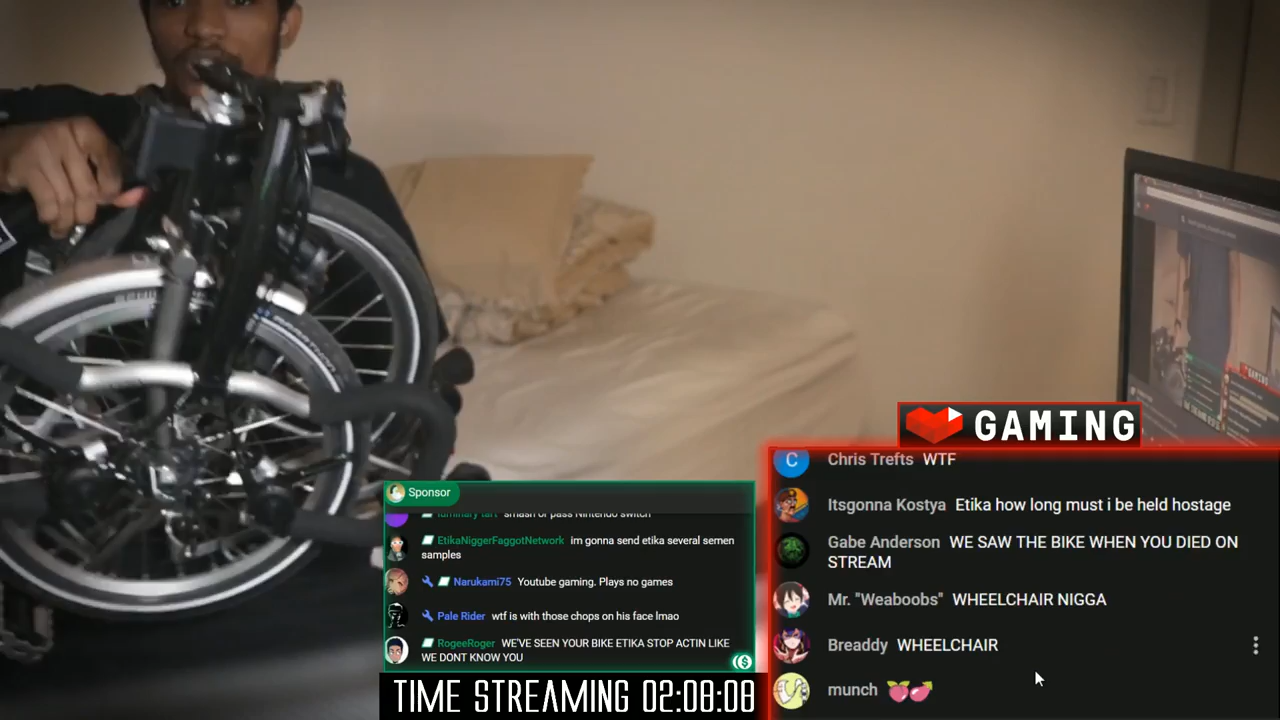 GAMING
Chris Trefts WTF
Itsgonna Kostya Etika how long must i be held hostage
Gabe Anderson WE SAW THE BIKE WHEN YOU DIED ON
STREAM
Mr. "Weaboobs" WHEELCHAIR NIGGA
Breaddy WHEELCHAIR
munch
Sponsor
luminary tart smash or pass Nintendo switch
EtikaNiggerFaggotNetwork im gonna send etika several semen
samples
Narukami75 Youtube gaming. Plays no games
Pale Rider wtf is with those chops on his face lmao
RogeeRoger WE'VE SEEN YOUR BIKE ETIKA STOP ACTIN LIKE
WE DONT KNOW YOU
TIME STREAMING 02:08:08
C